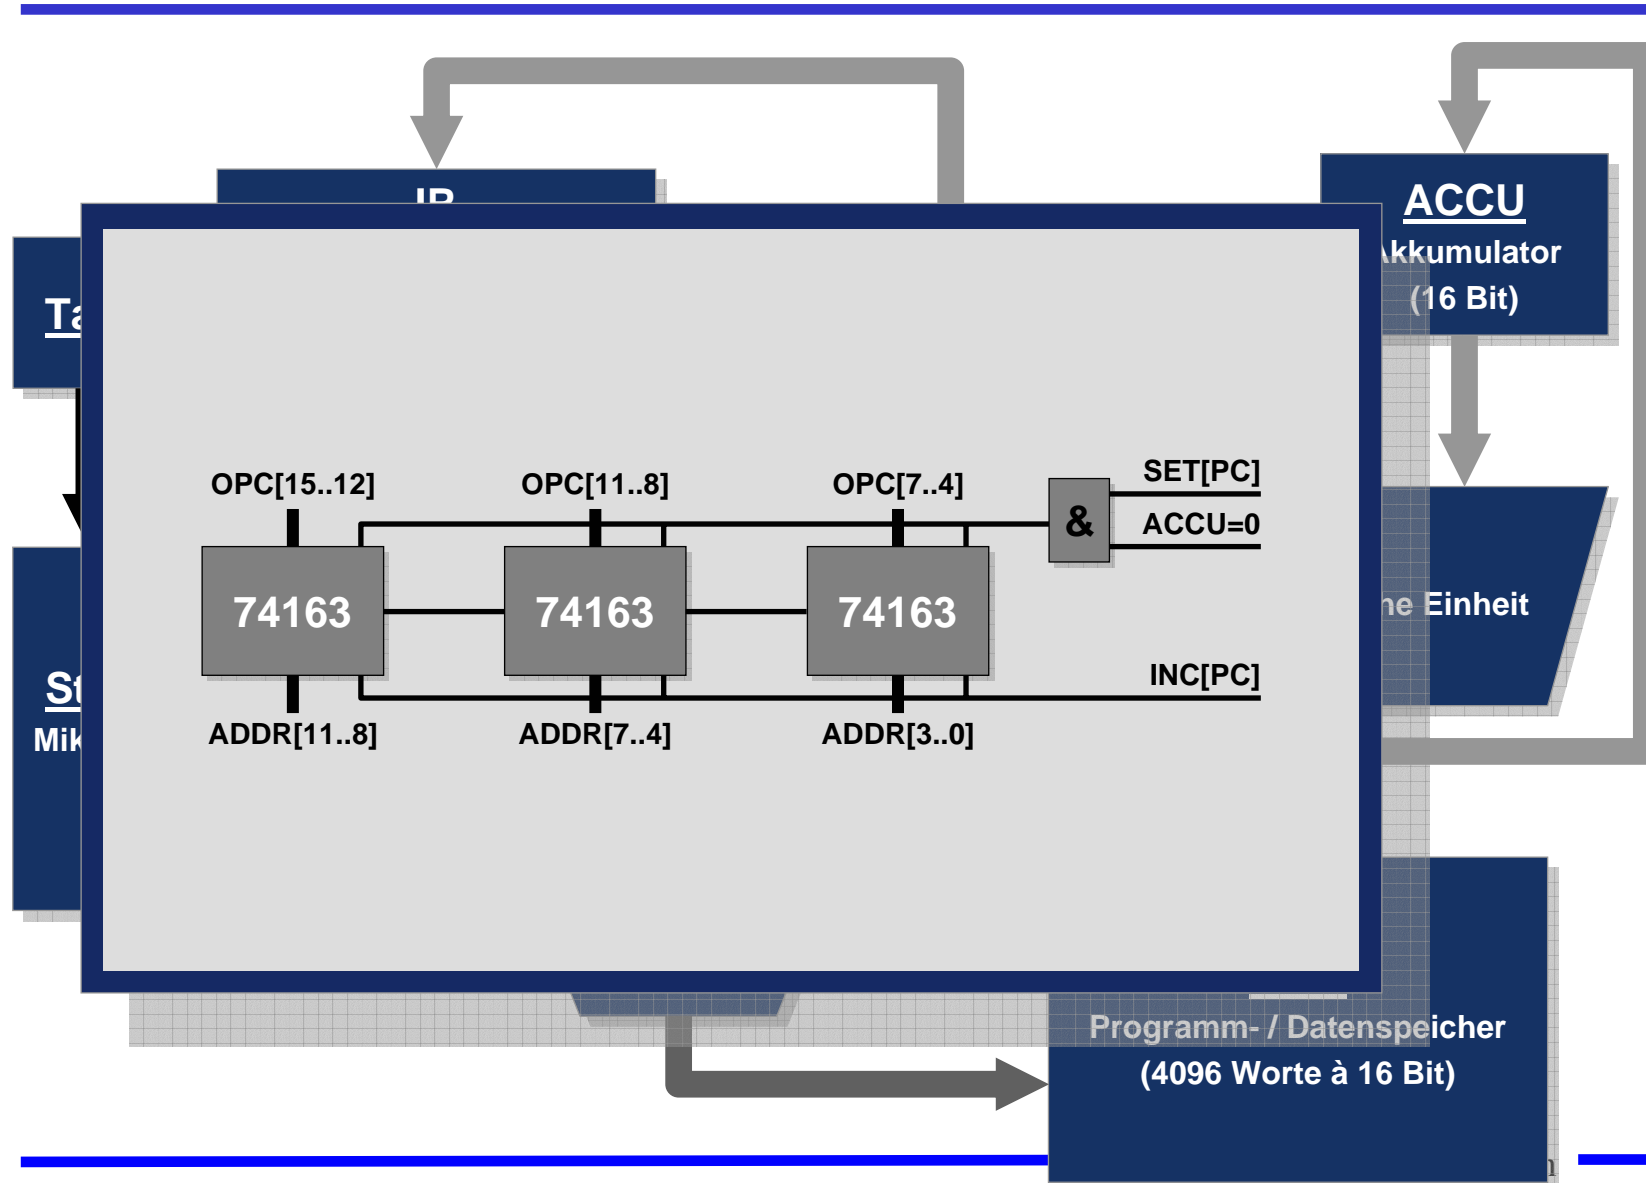 ACCU
kkumulator
(16 Bit)
OPC[15..12]
OPC[11..8]
OPC[7..4]
SET[PC]
&
ACCU=0
74163
74163
74163
ne Einheit
INC[PC]
ADDR[11..8]
ADDR[7..4]
ADDR[3..0]
Programm- / Datenspeicher
(4096 Worte à 16 Bit)